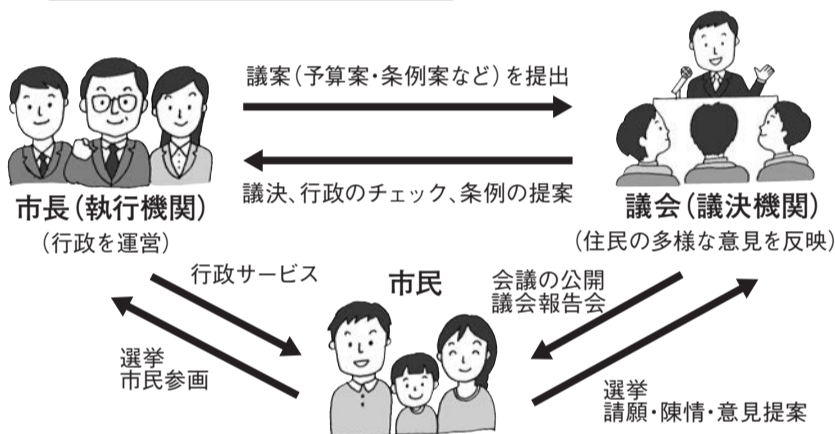 議案（予算案・条例案など）を提出
議決、行政のチェック、条例の提案
市長（執行機関）
（行政を運営）
議会（議決機関）
（住民の多様な意見を反映）
行政サービス
市民
会議の公開
議会報告会
選挙
市民参画
選挙
請願・陳情・意見提案